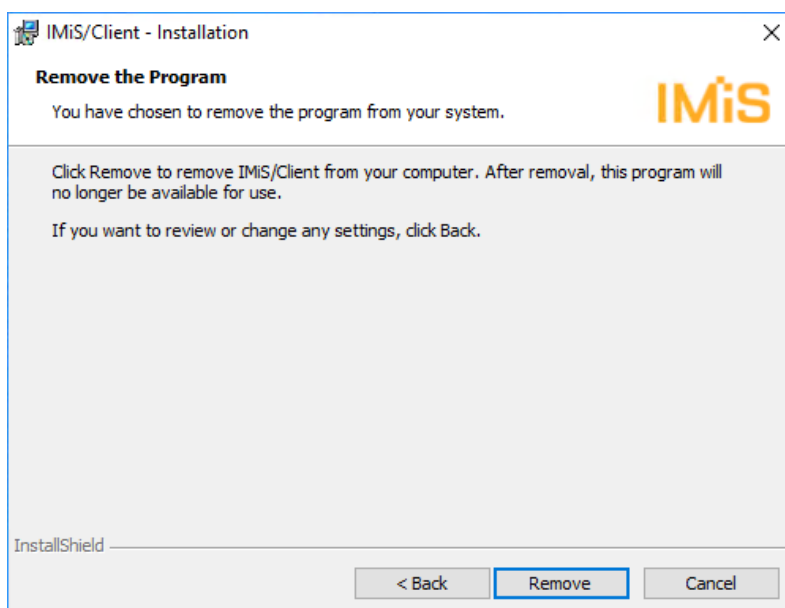 IMiS/Client - Installation
Remove the Program
You have chosen to remove the program from your system.
IMiS
Click Remove to remove IMiS/Client from your computer. After removal, this program will
no longer be available for use.
If you want to review or change any settings, click Back.
InstallShield
< Back
Remove
Cancel